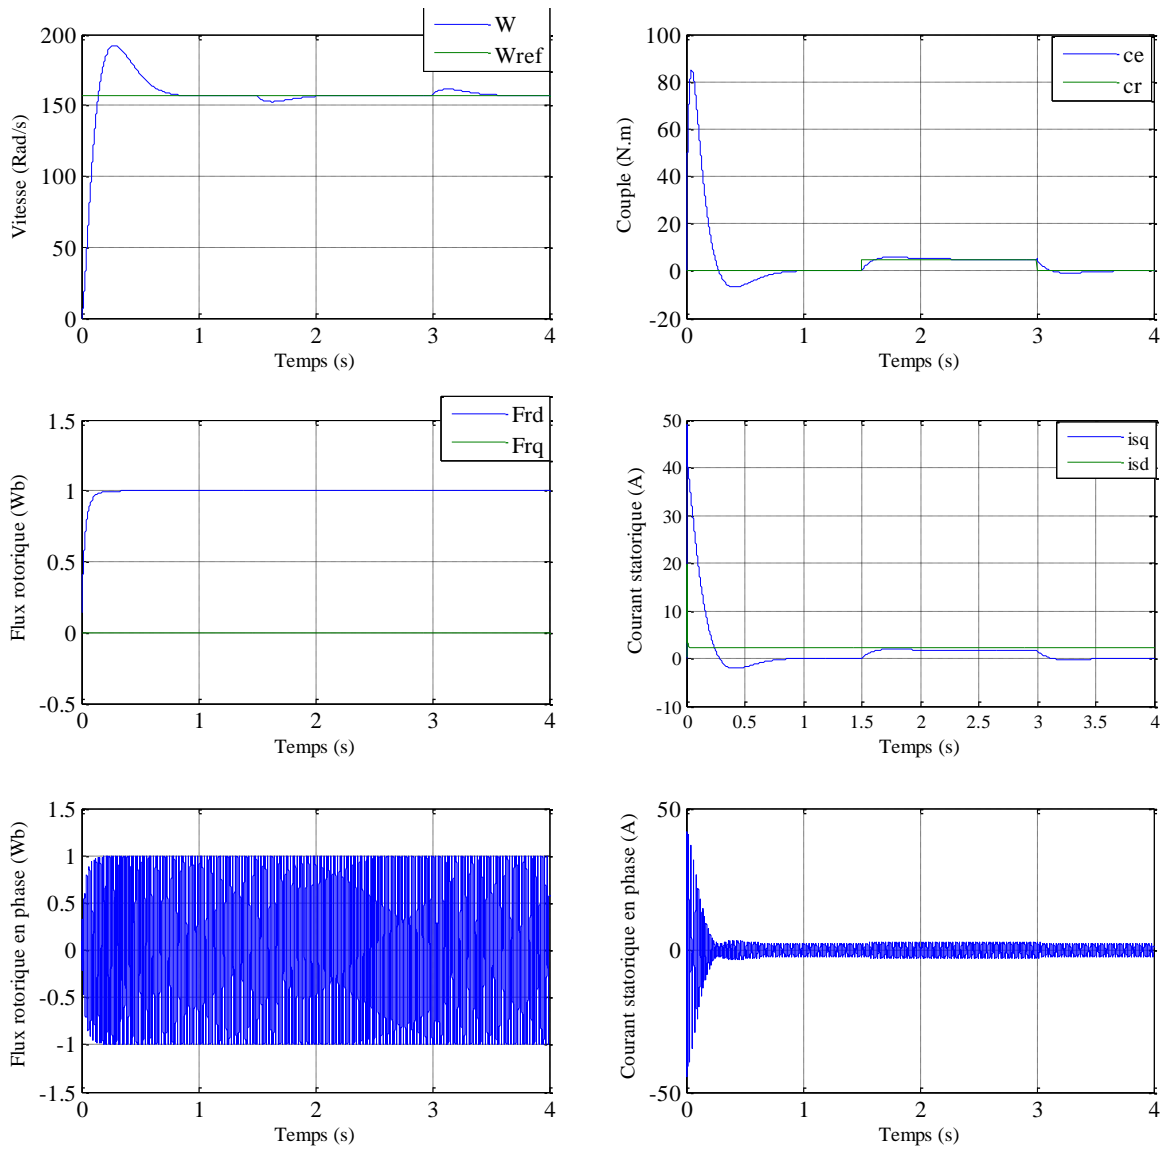 W
Wref
200
150
100
50
0
0 1 2 3 4
Vitesse (Rad/s)
Temps (s)
ce
cr
100
80
60
40
20
0
-20
0 1 2 3 4
Couple (N.m)
Temps (s)
Frd
Frq
1.5
1
0.5
0
-0.5
0 1 2 3 4
Flux rotorique (Wb)
Temps (s)
isq
isd
50
40
30
20
10
0
-10
0 0.5 1 1.5 2 2.5 3 3.5 4
Courant statorique (A)
Temps (s)
1.5
1
0.5
0
-0.5
-1
-1.5
0 1 2 3 4
Flux rotorique en phase (Wb)
Temps (s)
50
0
-50
0 1 2 3 4
Courant statorique en phase (A)
Temps (s)